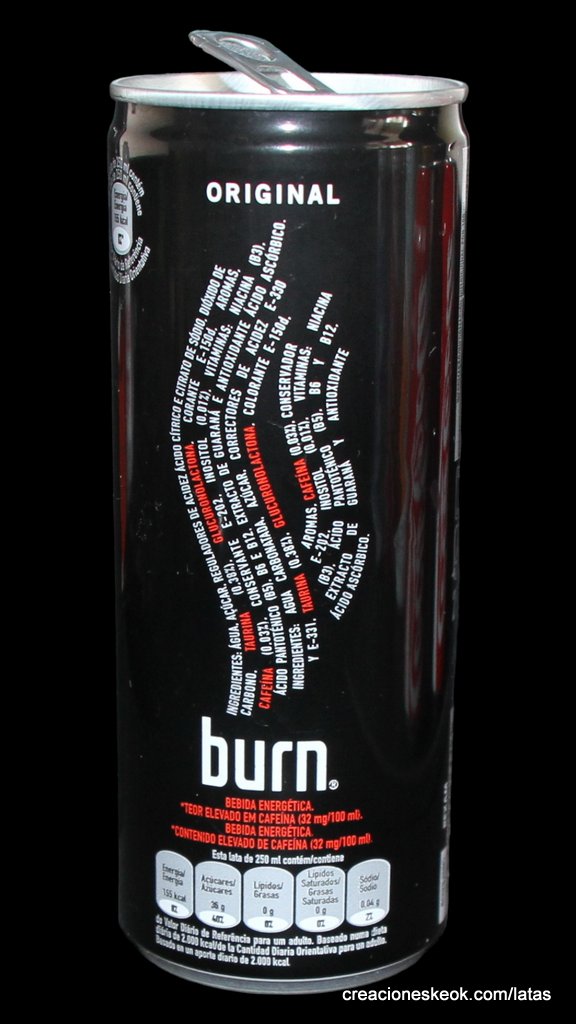 ORIGINAL
INGREDIENTES: ÁGUA, AÇÚCAR, REGULADORES DE ACIDEZ ÁCIDO CÍTRICO E CITRATO DE SÓDIO, DIÓXIDO DE
CARBONO, TAURINA (0,38%), GLUCURONOLACTONA, CORANTE E-150d, AROMAS,
CAFEÍNA (0,03%), CONSERVANTE E-202, INOSITOL (0,01%), VITAMINAS: NIACINA (B3),
ÁCIDO PANTOTÉNICO (B5), B6 E B12, EXTRACTO DE GUARANÁ E ANTIOXIDANTE ÁCIDO ASCÓRBICO.
INGREDIENTES: AGUA CARBONATADA, AZÚCAR, CORRECTORES DE ACIDEZ E-330
Y E-331, TAURINA (0,38%), GLUCURONOLACTONA, COLORANTE E-150d,
AROMAS, CAFEÍNA (0,03%), CONSERVADOR
E-202, INOSITOL (0,01%), VITAMINAS: NIACINA
(B3), ÁCIDO PANTOTÉNICO (B5), B6 Y B12,
EXTRACTO DE GUARANÁ Y ANTIOXIDANTE
ÁCIDO ASCÓRBICO.
burn®
BEBIDA ENERGÉTICA.
*TEOR ELEVADO EM CAFEÍNA (32 mg/100 ml).
BEBIDA ENERGÉTICA.
*CONTENIDO ELEVADO DE CAFEÍNA (32 mg/100 ml).
Esta lata de 250 ml contém/contiene
Energia/ Energía 155 kcal 8%
Açúcares/ Azúcares 36 g 40%
Lípidos/ Grasas 0 g 0%
Lípidos Saturados/ Grasas Saturadas 0 g 0%
Sódio/ Sodio 0,04 g 2%
do Valor Diário de Referência para um adulto. Baseado numa dieta
diária de 2.000 kcal/de la Cantidad Diaria Orientativa para un adulto.
Basado en un aporte diario de 2.000 kcal.
creacioneskeok.com/latas